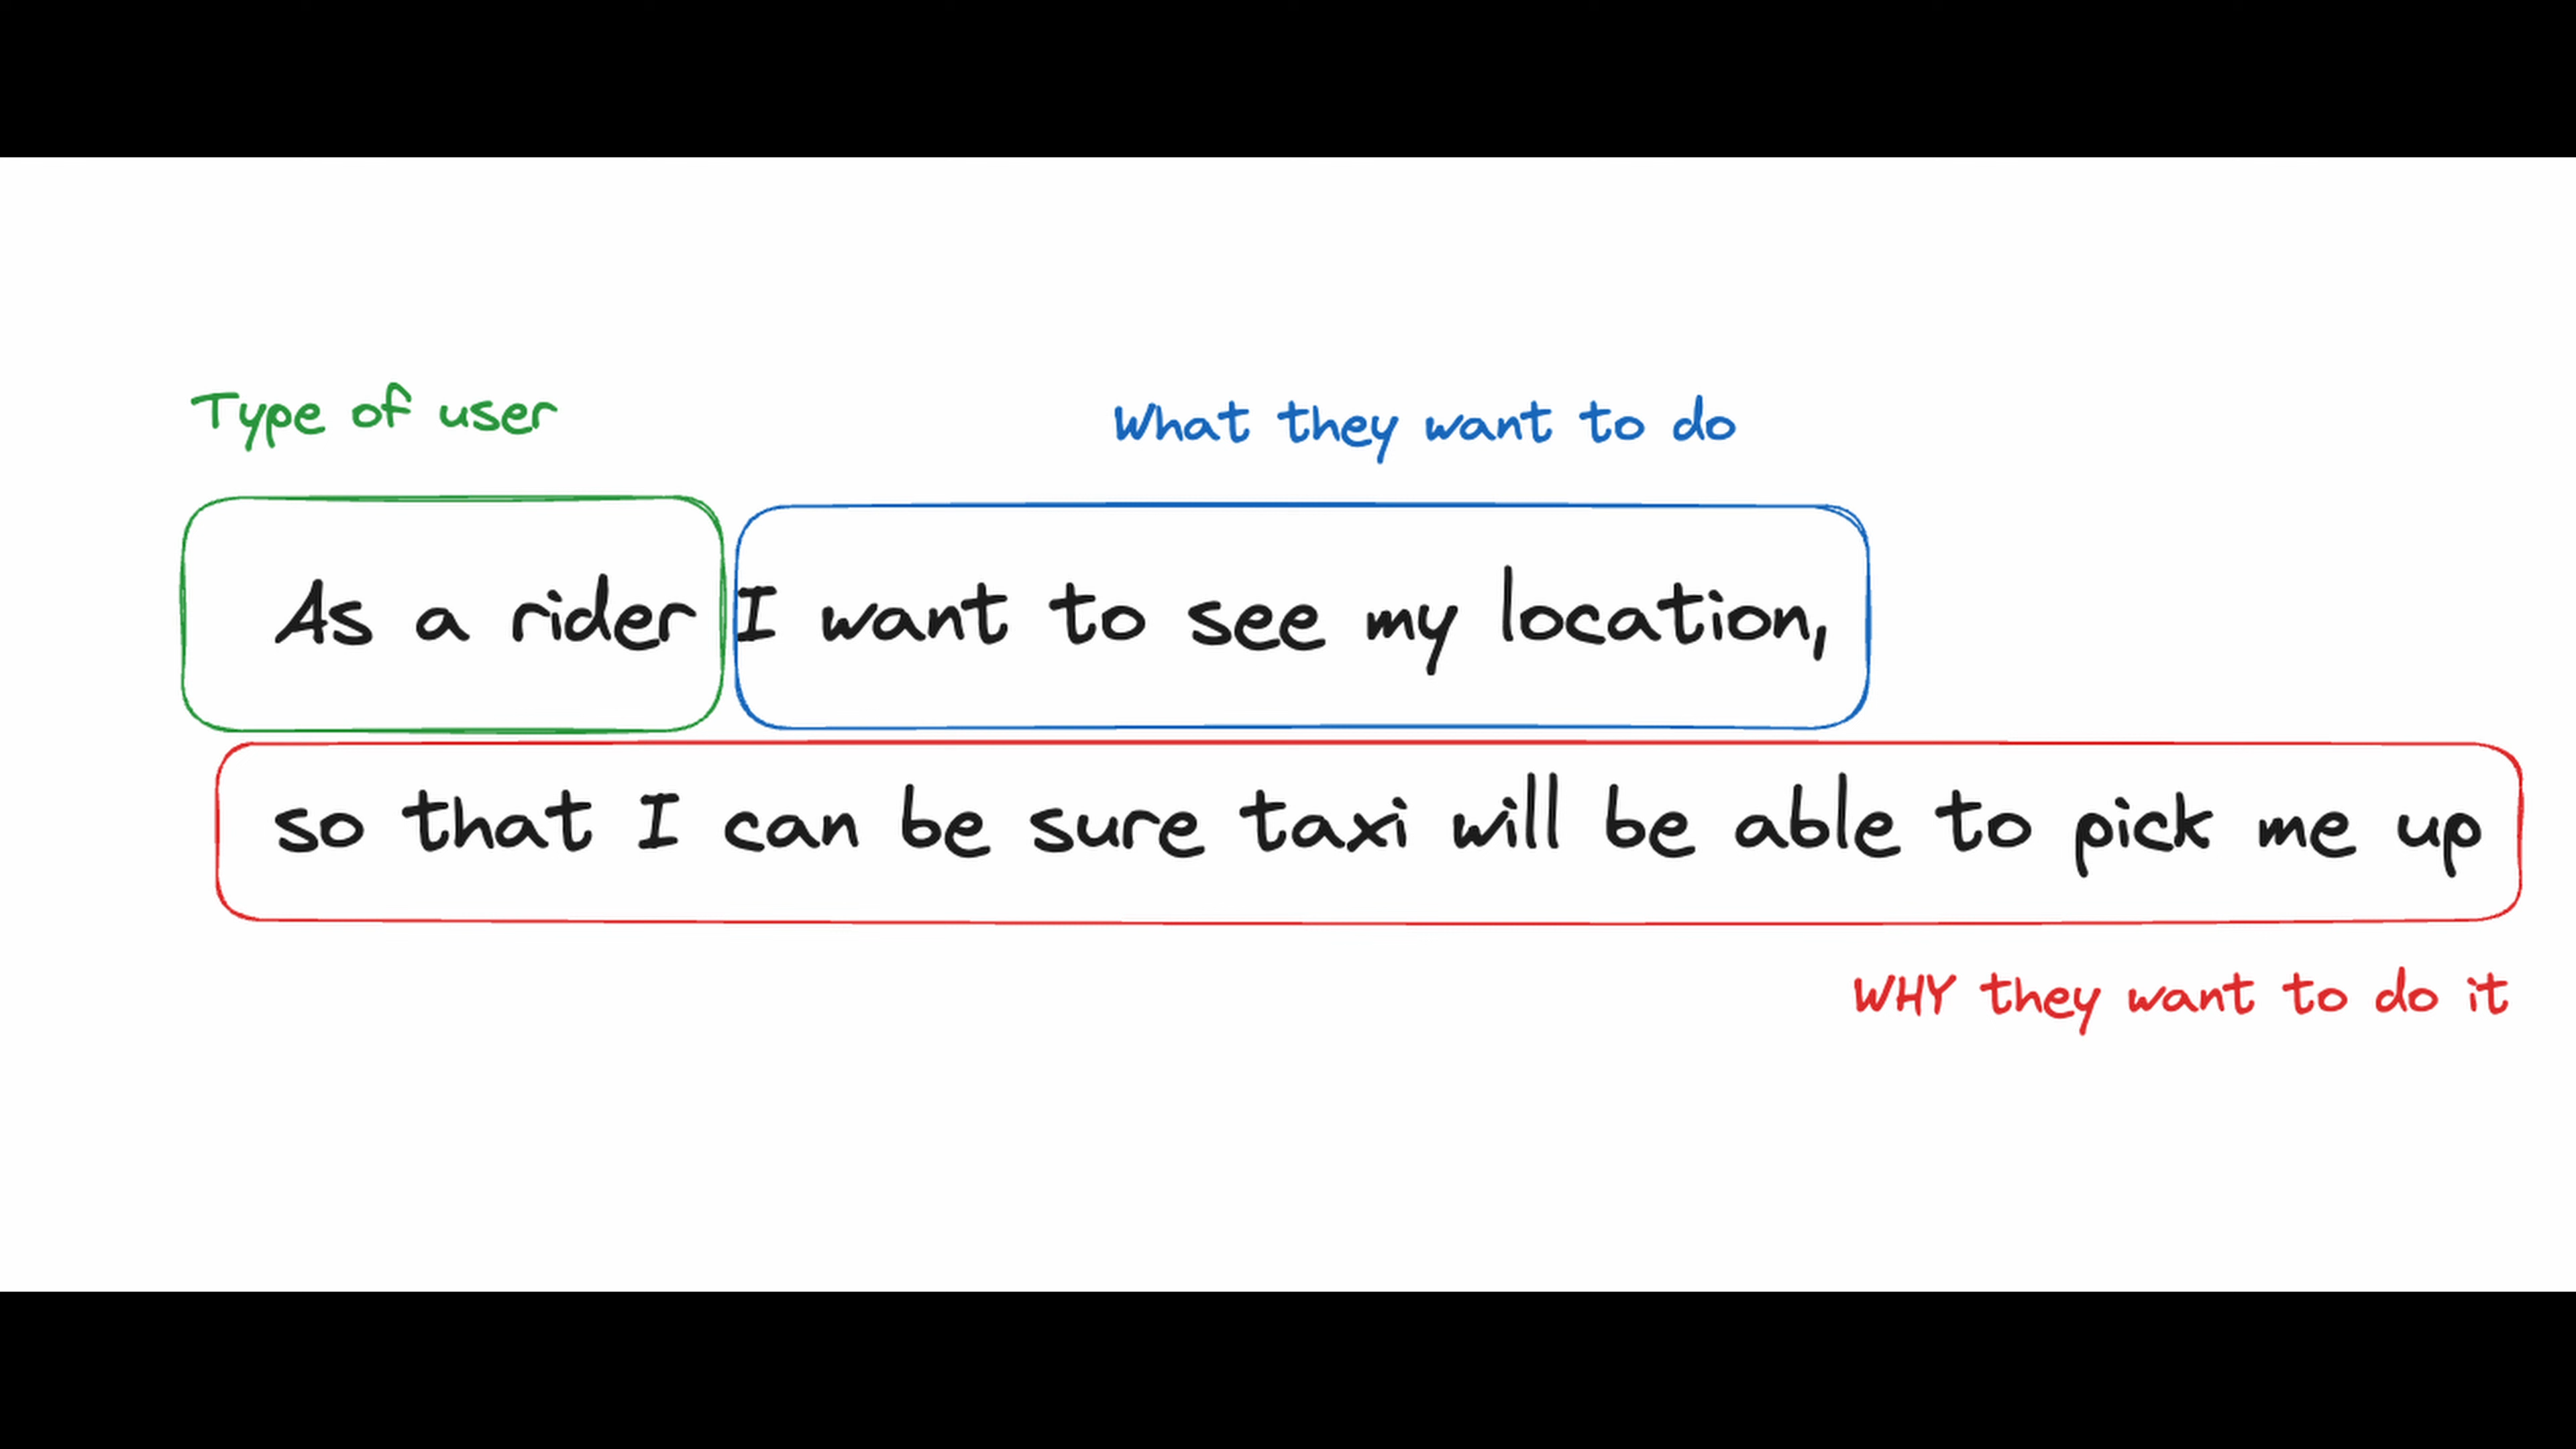 Type of user
What they want to do
As a rider I want to see my location,
so that I can be sure taxi will be able to pick me up
WHY they want to do it